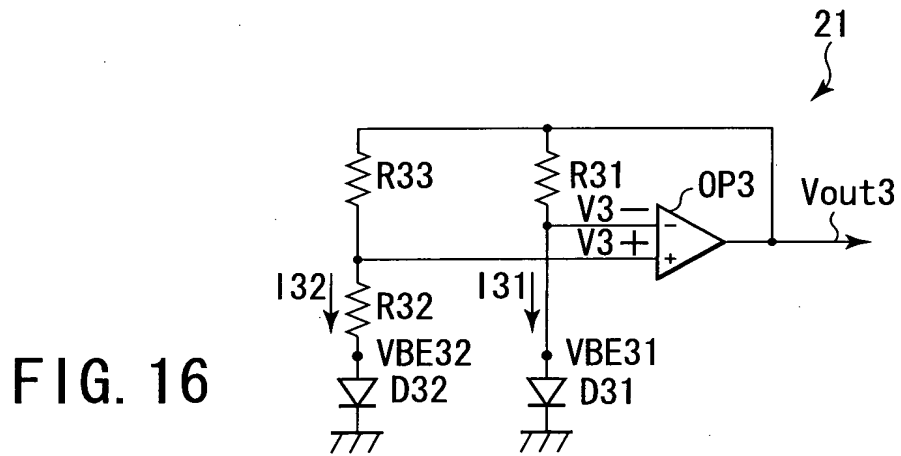 21
R33
R31
OP3
Vout3
V3−
V3+
−
+
I32
R32
I31
VBE32
VBE31
D32
D31
FIG. 16